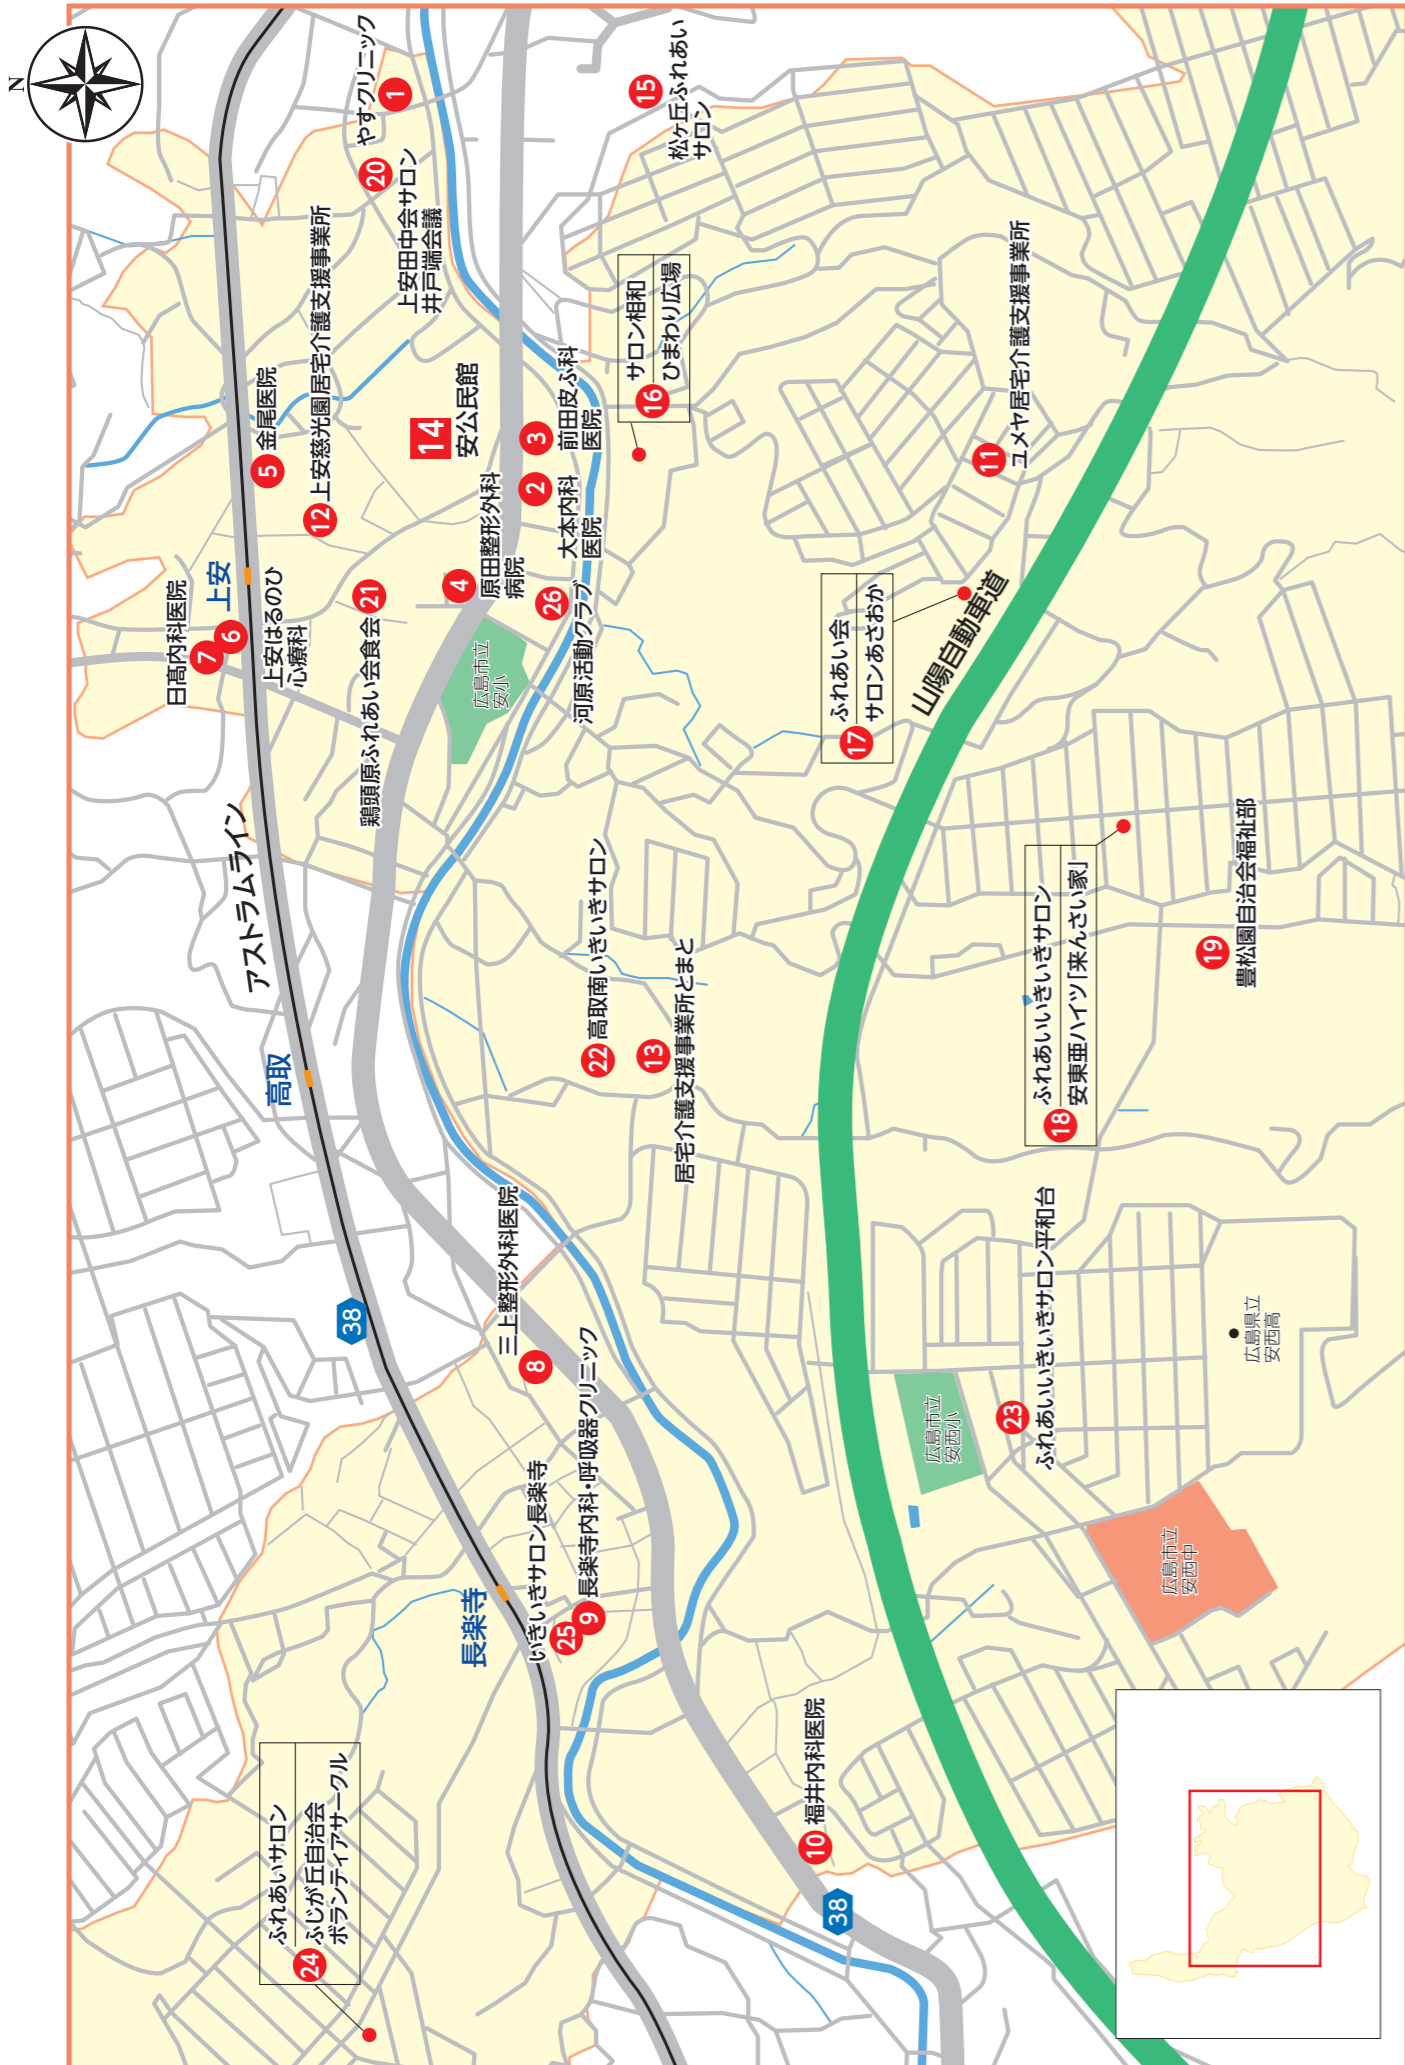 N
やすクリニック
1
20
上安田中会サロン
井戸端会議
15
松ヶ丘ふれあい
サロン
5
金尾医院
12
上安慈光園居宅介護支援事業所
14
安公民館
3
前田皮ふ科
医院
2
大本内科
医院
サロン相和
16
ひまわり広場
11
ユメヤ居宅介護支援事業所
日髙内科医院
7
6
上安
上安はるのひ
心療科
21
鶏頭原ふれあい会食会
4
原田整形外科
病院
26
河原活動クラブ
広島市立
安小
ふれあい会
17
サロンあさおか
山陽自動車道
アストラムライン
高取
22
高取南いきいきサロン
13
居宅介護支援事業所とまと
ふれあいいきいきサロン
18
安東亜ハイツ「来んさい家」
19
豊松園自治会福祉部
38
三上整形外科医院
8
長楽寺内科・呼吸器クリニック
9
いきいきサロン長楽寺
25
長楽寺
23
ふれあいいきいきサロン平和台
広島県立
安西高
広島市立
安西小
広島市立
安西中
ふれあいサロン
24
ふじが丘自治会
ボランティアサークル
10
福井内科医院
38